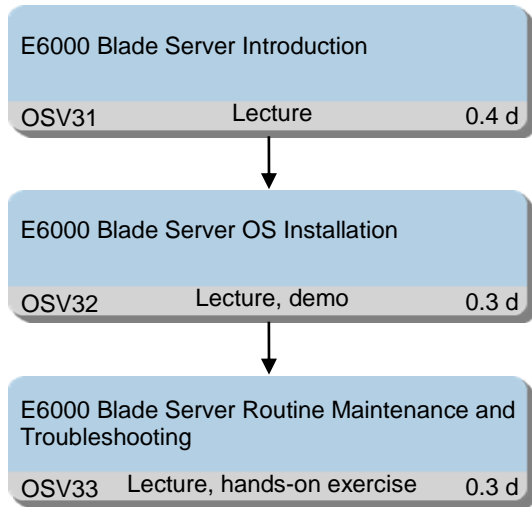 E6000 Blade Server Introduction
OSV31 Lecture 0.4 d
E6000 Blade Server OS Installation
OSV32 Lecture, demo 0.3 d
E6000 Blade Server Routine Maintenance and
Troubleshooting
OSV33 Lecture, hands-on exercise 0.3 d